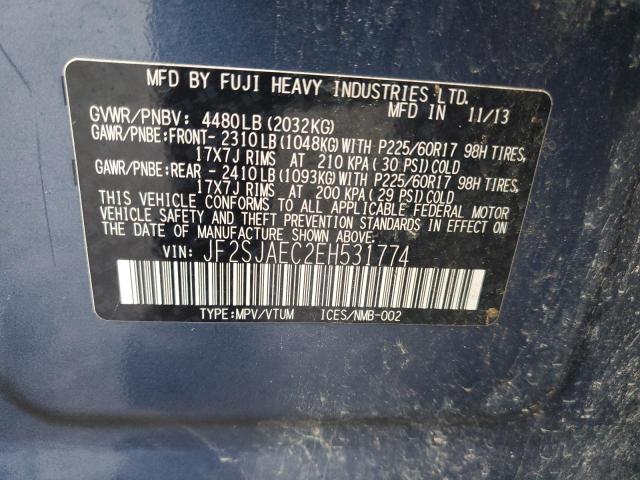 MFD BY FUJI HEAVY INDUSTRIES LTD.
MFD IN 11/13
GVWR/PNBV: 4480LB(2032KG)
GAWR/PNBE:FRONT- 2310LB(1048KG)WITH P225/60R17 98H TIRES,
17X7J RIMS AT 210 KPA( 30 PSI)COLD
GAWR/PNBE:REAR - 2410LB(1093KG)WITH P225/60R17 98H TIRES,
17X7J RIMS AT 200 KPA( 29 PSI)COLD
THIS VEHICLE CONFORMS TO ALL APPLICABLE FEDERAL MOTOR
VEHICLE SAFETY AND THEFT PREVENTION STANDARDS IN EFFECT
ON THE DATE OF MANUFACTURE SHOWN ABOVE.
VIN: JF2SJAEC2EH531774
TYPE:MPV/VTUM ICES/NMB-002